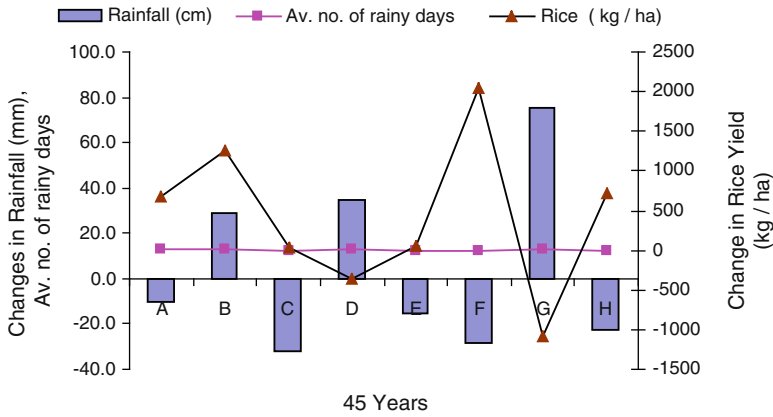 Rainfall (cm) Av. no. of rainy days Rice ( kg / ha)
Changes in Rainfall (mm),
Av. no. of rainy days
100.0
80.0
60.0
40.0
20.0
0.0
-20.0
-40.0
A B C D E F G H
2500
2000
1500
1000
500
0
-500
-1000
-1500
Change in Rice Yield
(kg / ha)
45 Years